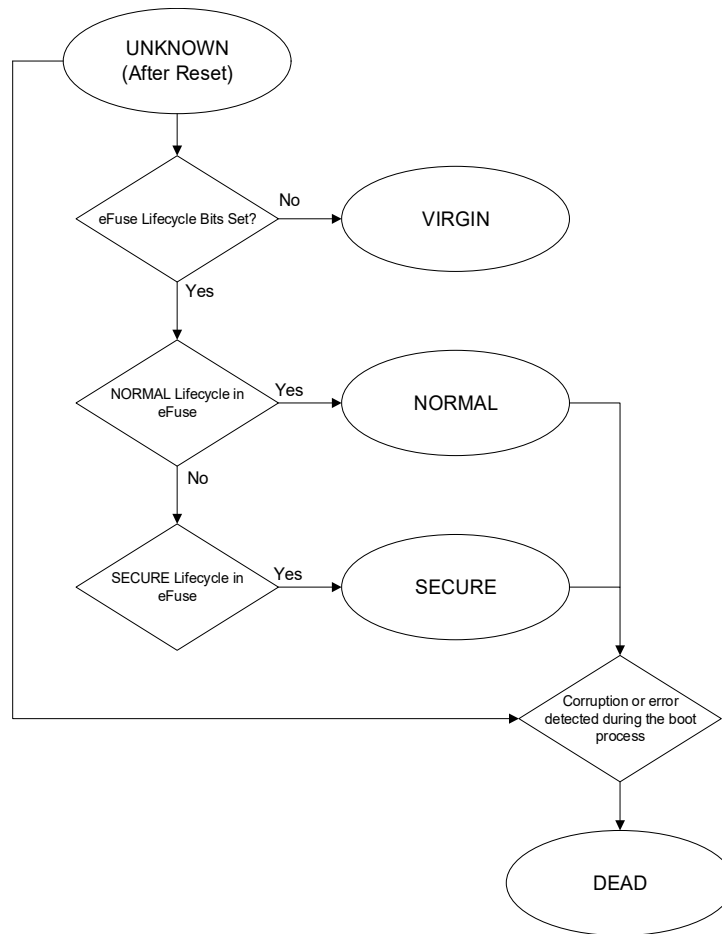 UNKNOWN
(After Reset)
eFuse Lifecycle Bits Set?
No
VIRGIN
Yes
NORMAL Lifecycle in
eFuse
Yes
NORMAL
No
SECURE Lifecycle in
eFuse
Yes
SECURE
Corruption or error
detected during the boot
process
DEAD